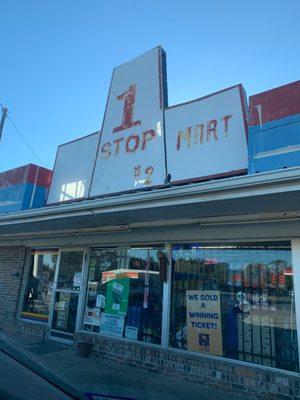 1
STOP MART
#2
WE SOLD A
WINNING
TICKET!